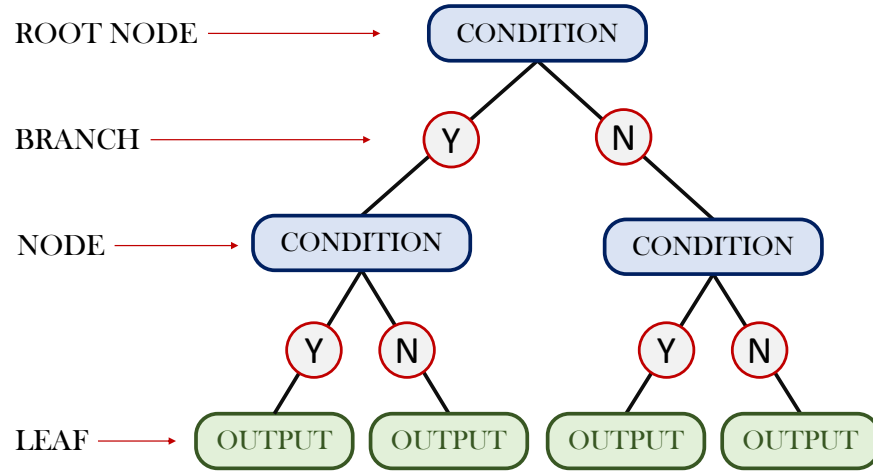 ROOT NODE CONDITION
BRANCH Y N
NODE CONDITION CONDITION
Y N Y N
LEAF OUTPUT OUTPUT OUTPUT OUTPUT